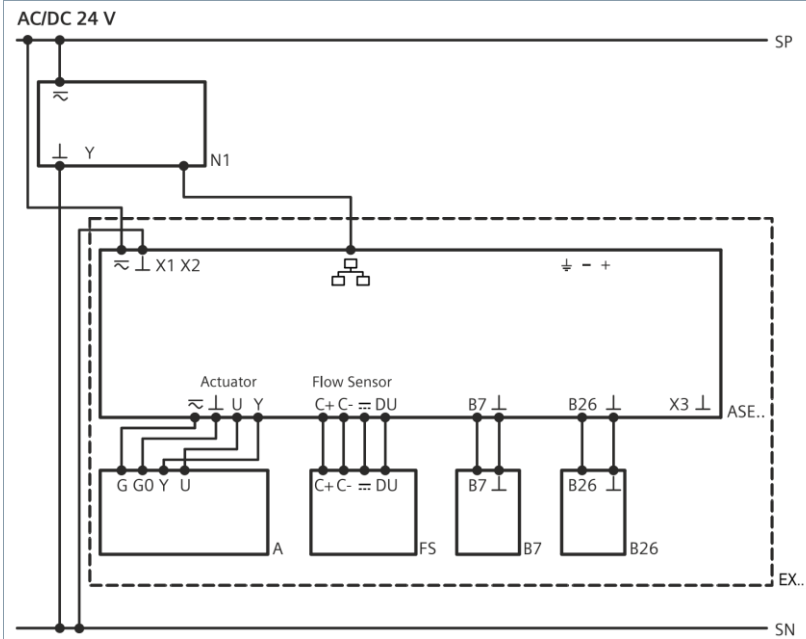 AC/DC 24 V
SP
⊥ Y
N1
⊥ X1 X2
⏚ - +
Actuator Flow Sensor
⊥ U Y C+ C- ⎓ DU B7 ⊥ B26 ⊥ X3 ⊥
ASE..
G G0 Y U C+ C- ⎓ DU B7 ⊥ B26 ⊥
A FS B7 B26
EX..
SN